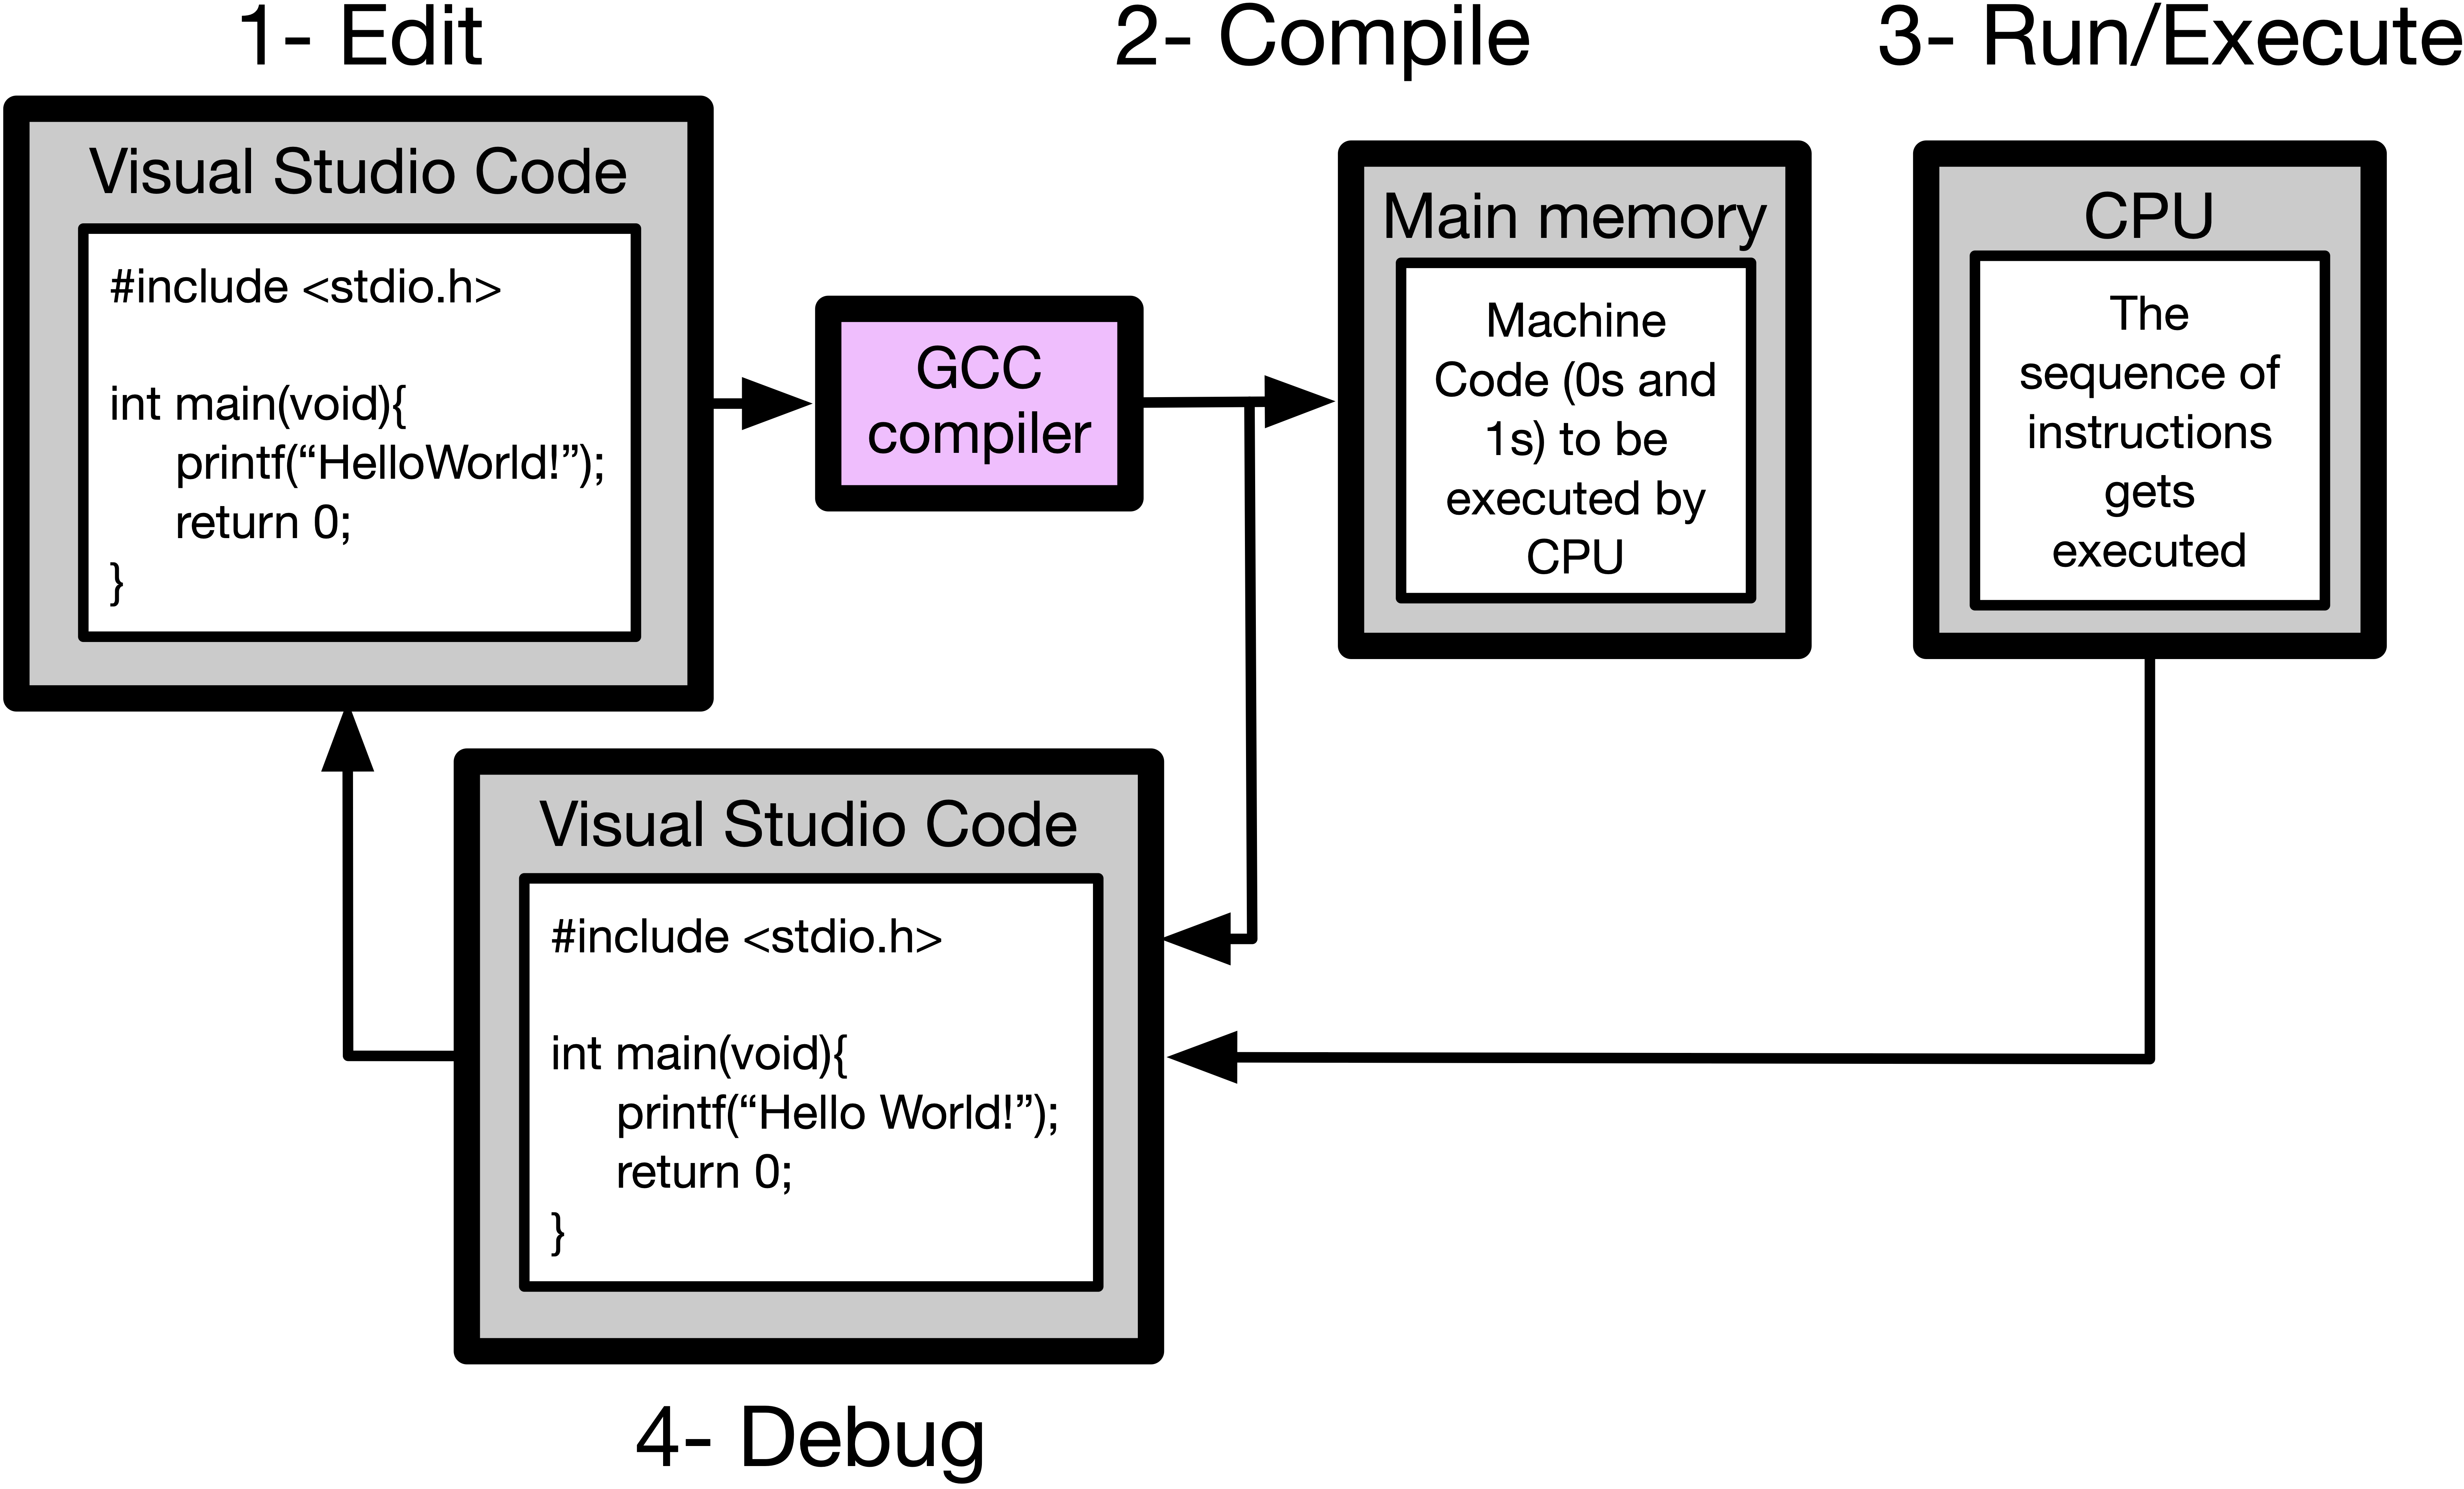 1- Edit
2- Compile
3- Run/Execute
Visual Studio Code
#include <stdio.h>
int main(void){
printf(“HelloWorld!”);
return 0;
}
GCC
compiler
Main memory
Machine
Code (0s and
1s) to be
executed by
CPU
CPU
The
sequence of
instructions
gets
executed
Visual Studio Code
#include <stdio.h>
int main(void){
printf(“Hello World!”);
return 0;
}
4- Debug